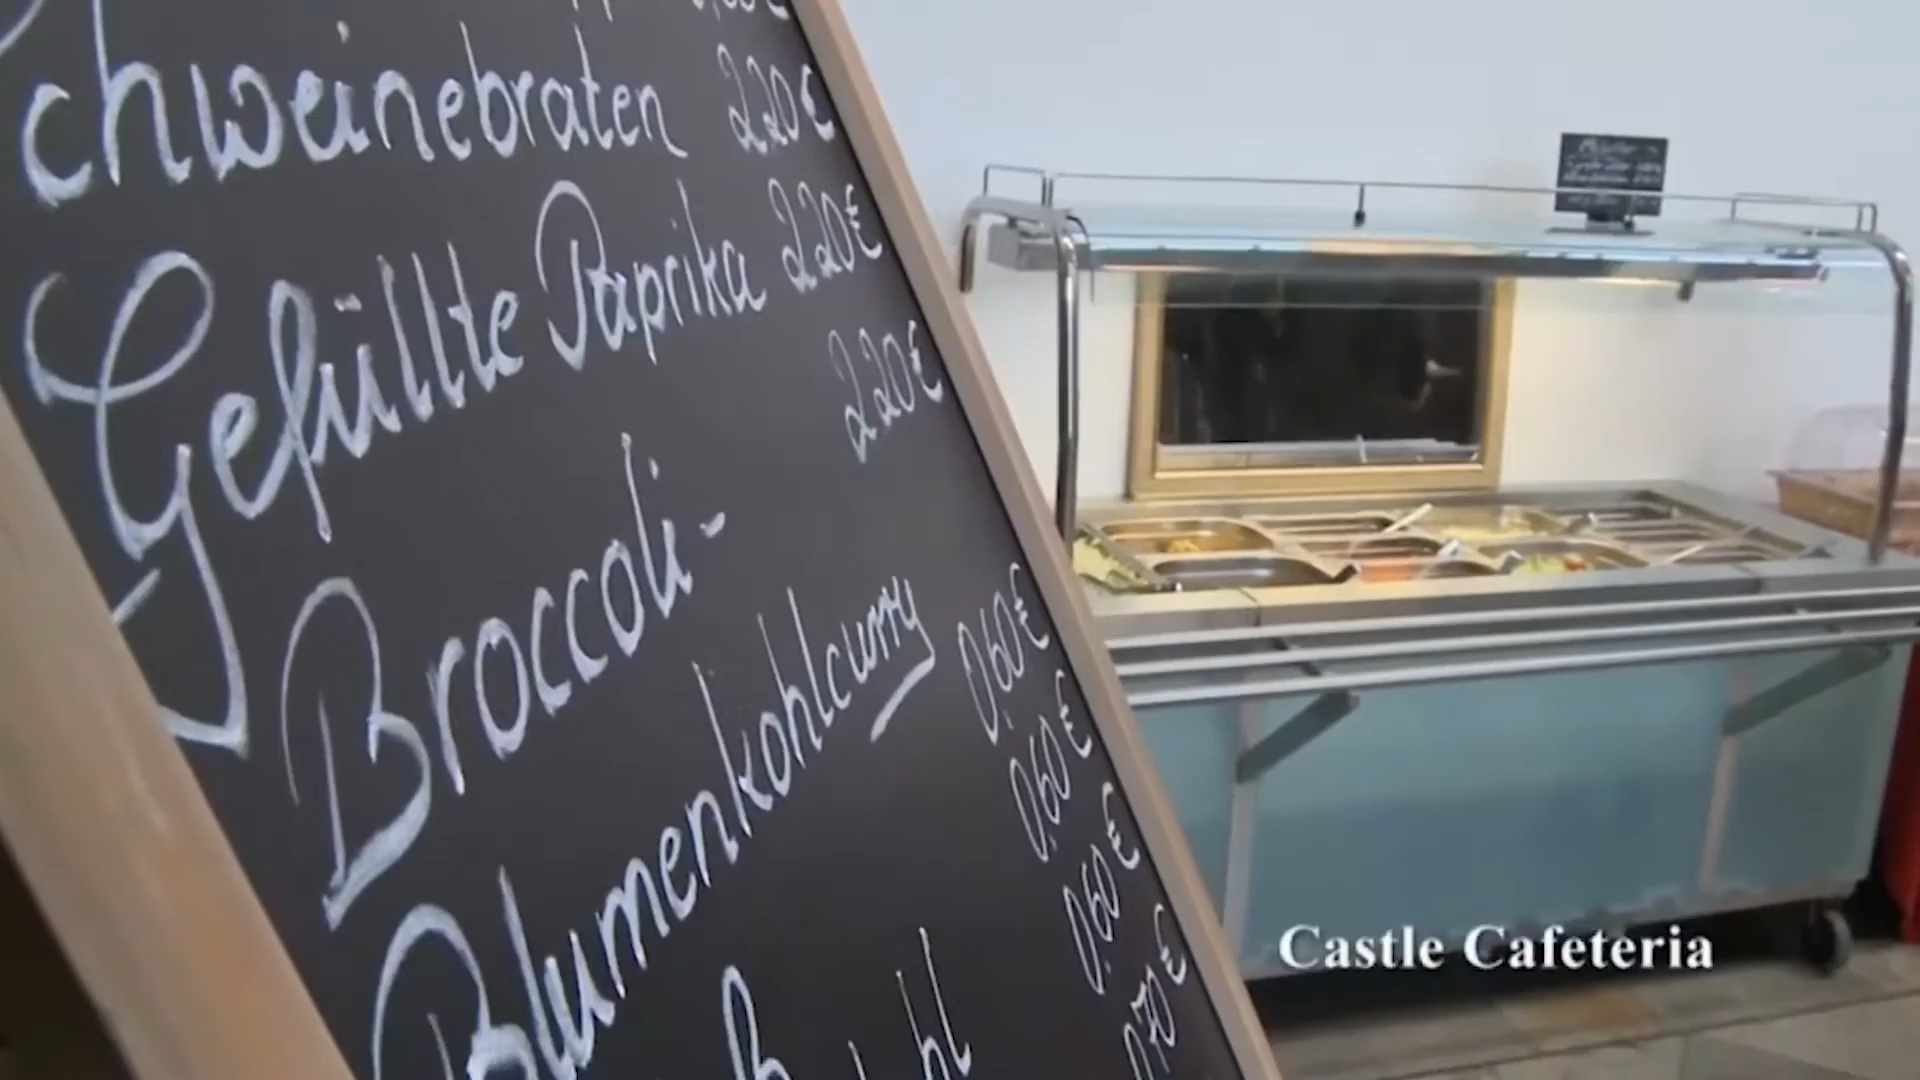 chweinebraten 2.20€
Gefüllte Paprika 2.20€
Broccoli- 2.20€
Blumenkohlcurry
0.60€
0.60€
0.60€
0.70€
Castle Cafeteria